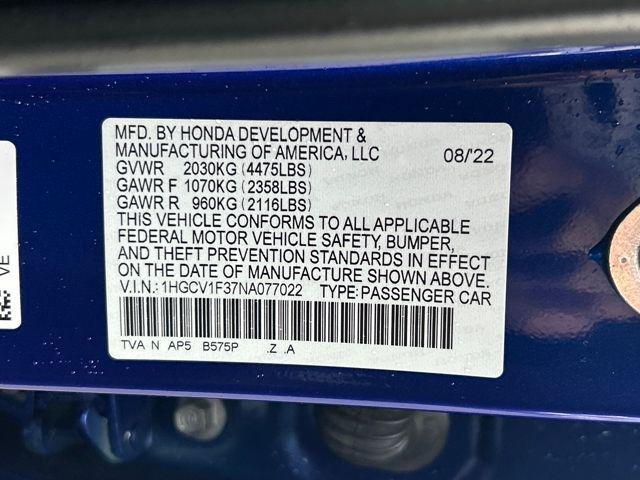 MFD. BY HONDA DEVELOPMENT &
MANUFACTURING OF AMERICA, LLC 08/'22
GVWR 2030KG (4475LBS)
GAWR F 1070KG (2358LBS)
GAWR R 960KG (2116LBS)
THIS VEHICLE CONFORMS TO ALL APPLICABLE
FEDERAL MOTOR VEHICLE SAFETY, BUMPER,
AND THEFT PREVENTION STANDARDS IN EFFECT
ON THE DATE OF MANUFACTURE SHOWN ABOVE.
V.I.N.: 1HGCV1F37NA077022 TYPE: PASSENGER CAR
TVA N AP5 B575P .Z .A
VE